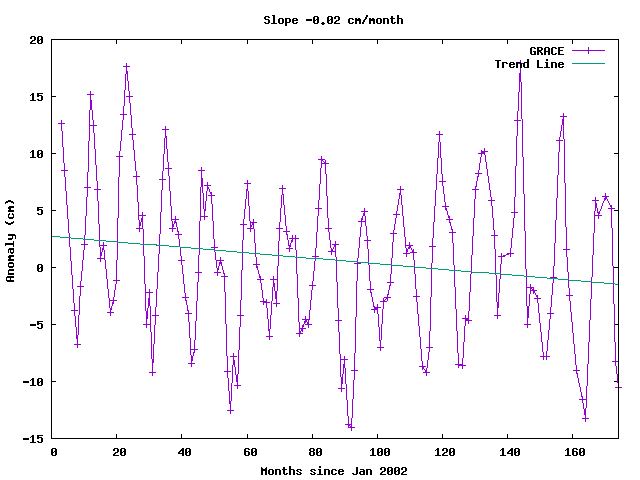 Slope -0.02 cm/month
GRACE
Trend Line
20
15
10
5
0
-5
-10
-15
Anomaly (cm)
0 20 40 60 80 100 120 140 160
Months since Jan 2002